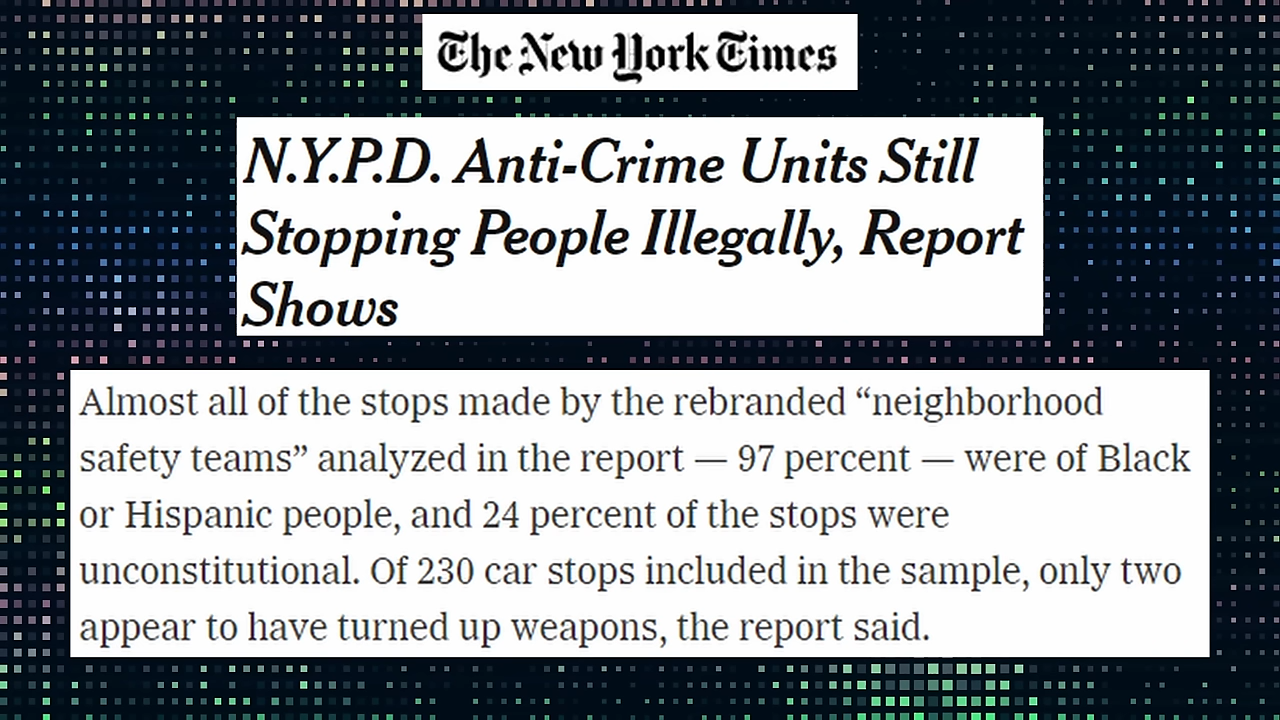 The New York Times
N.Y.P.D. Anti-Crime Units Still
Stopping People Illegally, Report
Shows
Almost all of the stops made by the rebranded “neighborhood
safety teams” analyzed in the report — 97 percent — were of Black
or Hispanic people, and 24 percent of the stops were
unconstitutional. Of 230 car stops included in the sample, only two
appear to have turned up weapons, the report said.